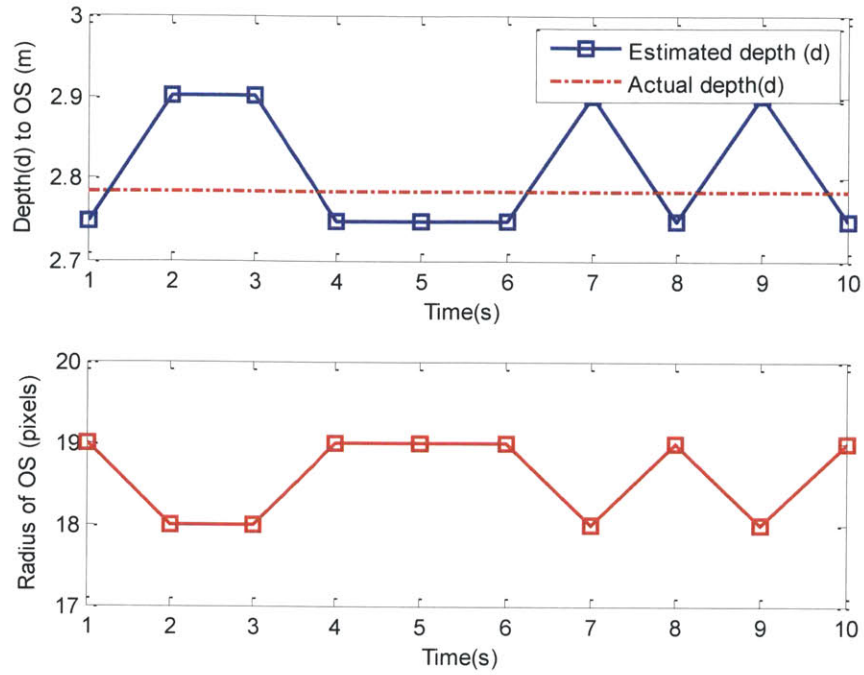 3
2.9
2.8
2.7
Depth(d) to OS (m)
Estimated depth (d)
Actual depth(d)
1 2 3 4 5 6 7 8 9 10
Time(s)
20
19
18
17
Radius of OS (pixels)
1 2 3 4 5 6 7 8 9 10
Time(s)